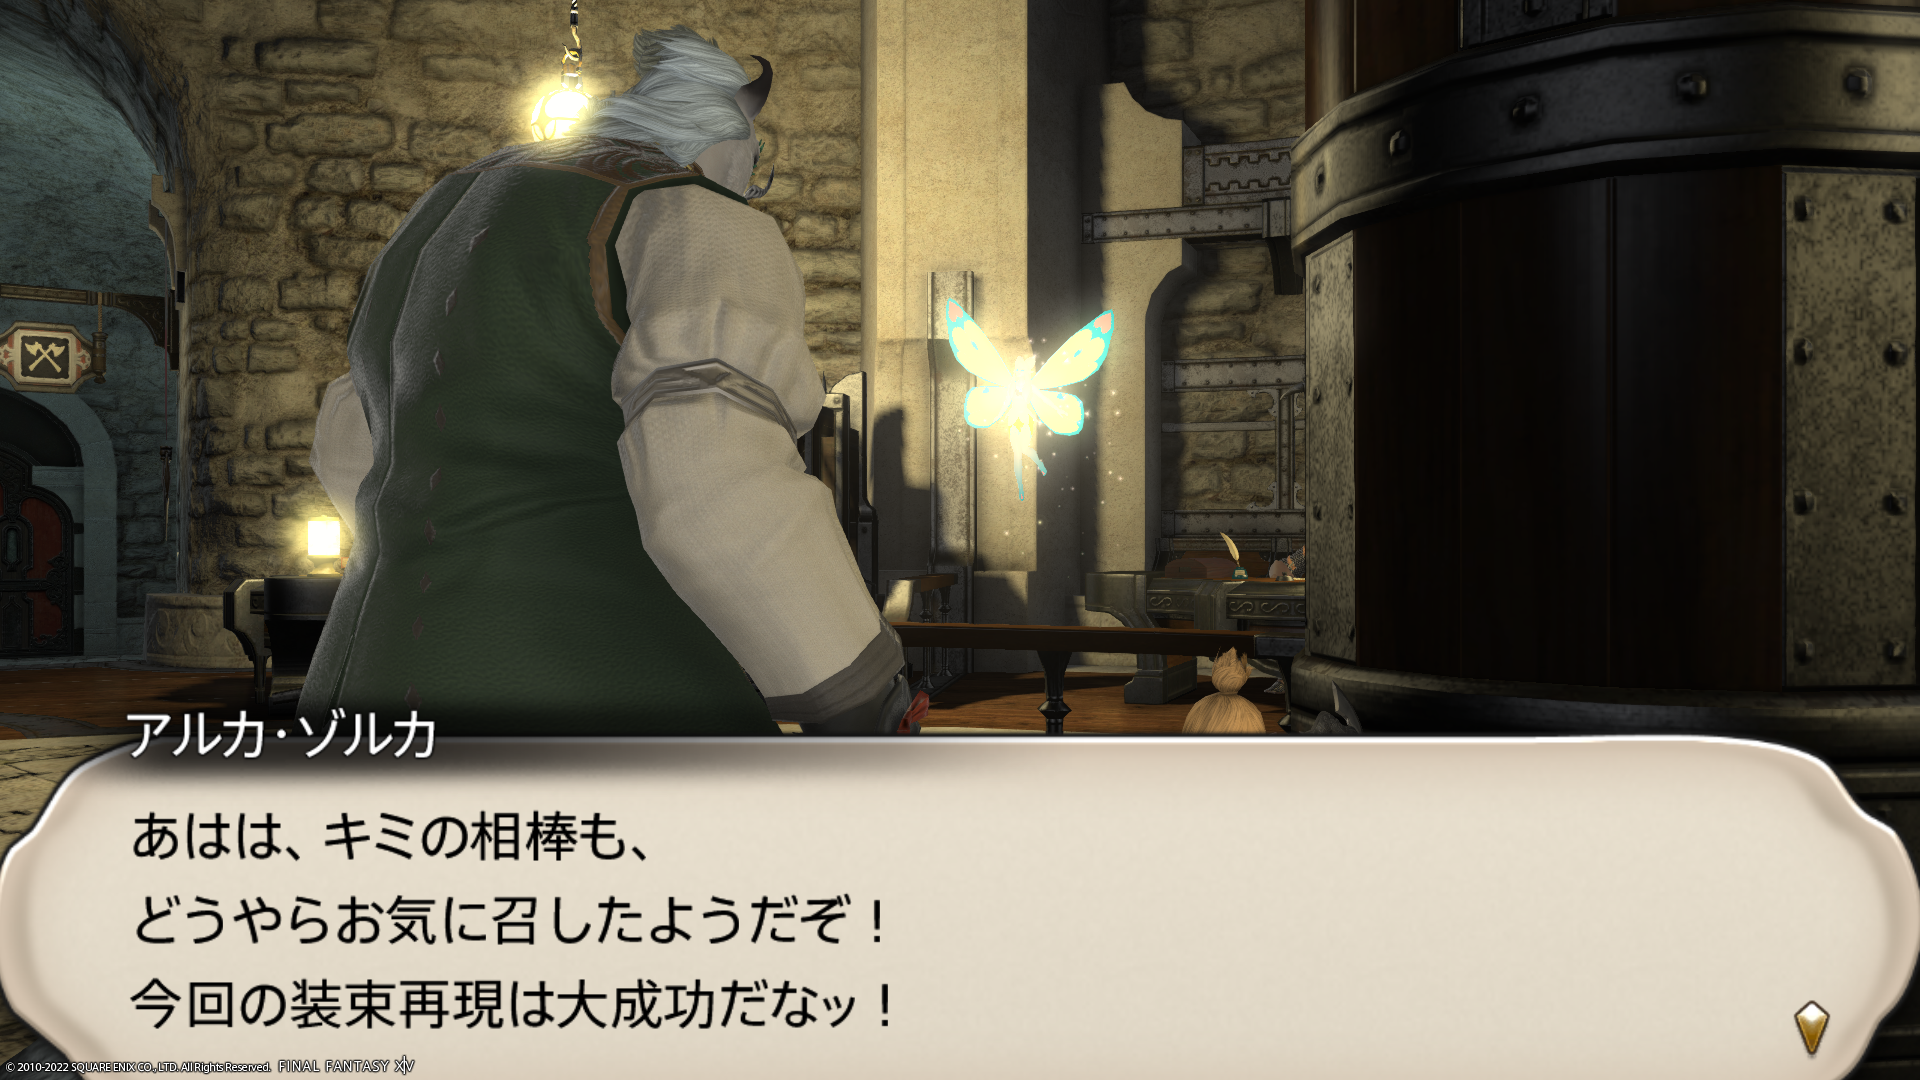 アルカ・ゾルカ
あはは、キミの相棒も、
どうやらお気に召したようだぞ！
今回の装束再現は大成功だなッ！
© 2010-2022 SQUARE ENIX CO., LTD. All Rights Reserved. FINAL FANTASY XIV